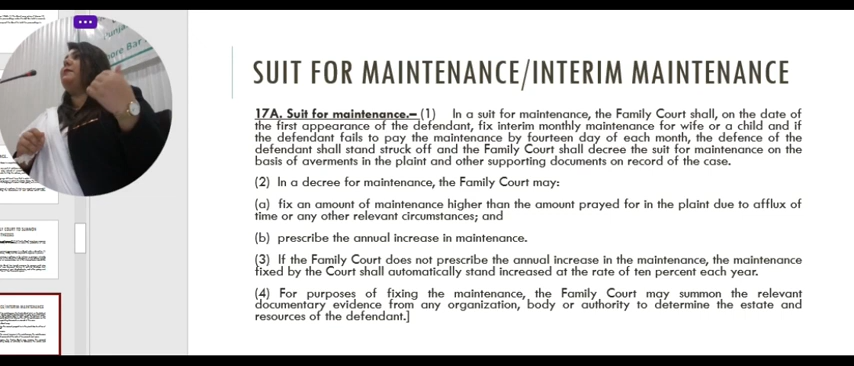 Punja
ore Bar
SUIT FOR MAINTENANCE/INTERIM MAINTENANCE
17A. Suit for maintenance.– (1) In a suit for maintenance, the Family Court shall, on the date of
the first appearance of the defendant, fix interim monthly maintenance for wife or a child and if
the defendant fails to pay the maintenance by fourteen day of each month, the defence of the
defendant shall stand struck off and the Family Court shall decree the suit for maintenance on the
basis of averments in the plaint and other supporting documents on record of the case.
(2) In a decree for maintenance, the Family Court may:
(a) fix an amount of maintenance higher than the amount prayed for in the plaint due to afflux of
time or any other relevant circumstances; and
(b) prescribe the annual increase in maintenance.
(3) If the Family Court does not prescribe the annual increase in the maintenance, the maintenance
fixed by the Court shall automatically stand increased at the rate of ten percent each year.
(4) For purposes of fixing the maintenance, the Family Court may summon the relevant
documentary evidence from any organization, body or authority to determine the estate and
resources of the defendant.]